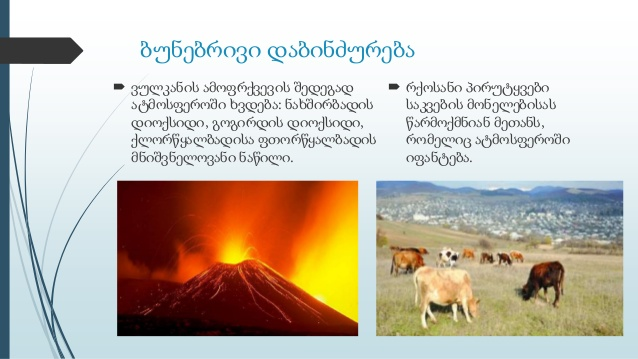 ბუნებრივი დაბინძურება
ვულკანის ამოფრქვევის შედეგად
ატმოსფეროში ხვდება: ნახშირბადის
დიოქსიდი, გოგირდის დიოქსიდი,
ქლორწყალბადისა ფთორწყალბადის
მნიშვნელოვანი ნაწილი.
რქოსანი პირუტყვები
საკვების მონელებისას
წარმოქმნიან მეთანს,
რომელიც ატმოსფეროში
იფანტება.